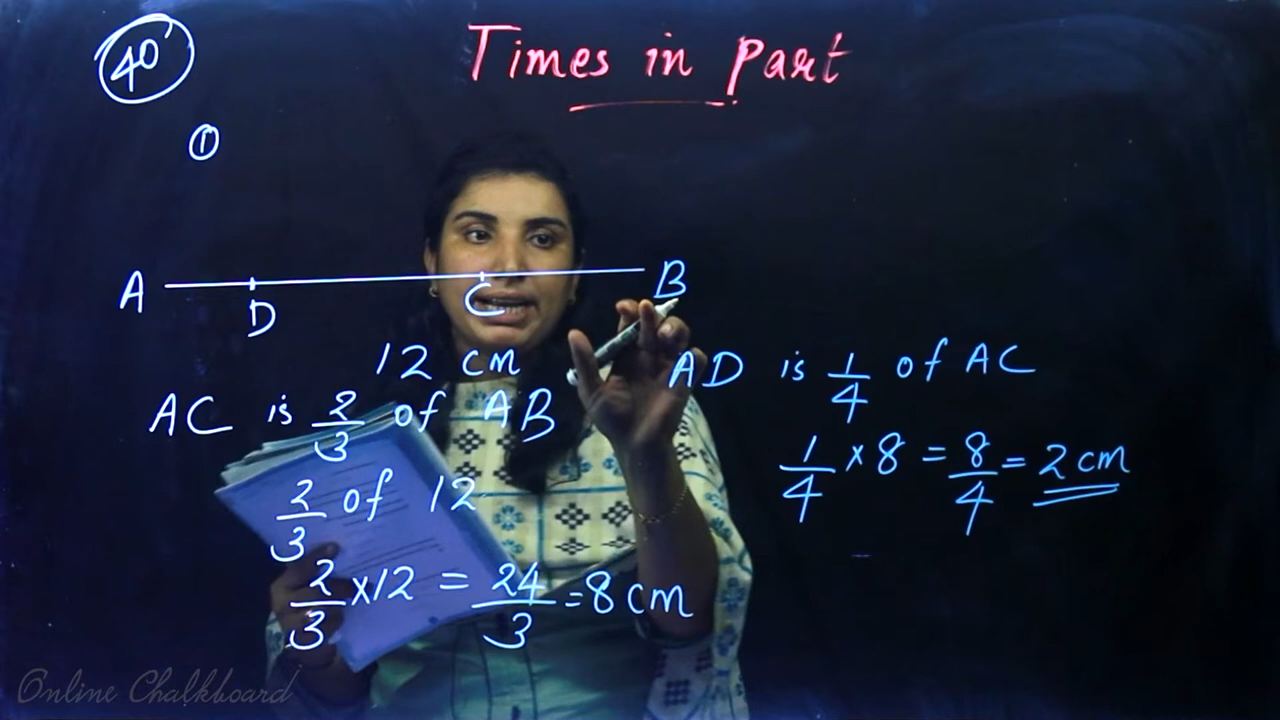 40
Times in part
①
A D C B
12 cm
AC is 2/3 of AB
2/3 of 12
2/3 × 12 = 24/3 = 8 cm
AD is 1/4 of AC
1/4 × 8 = 8/4 = 2 cm
Online Chalkboard